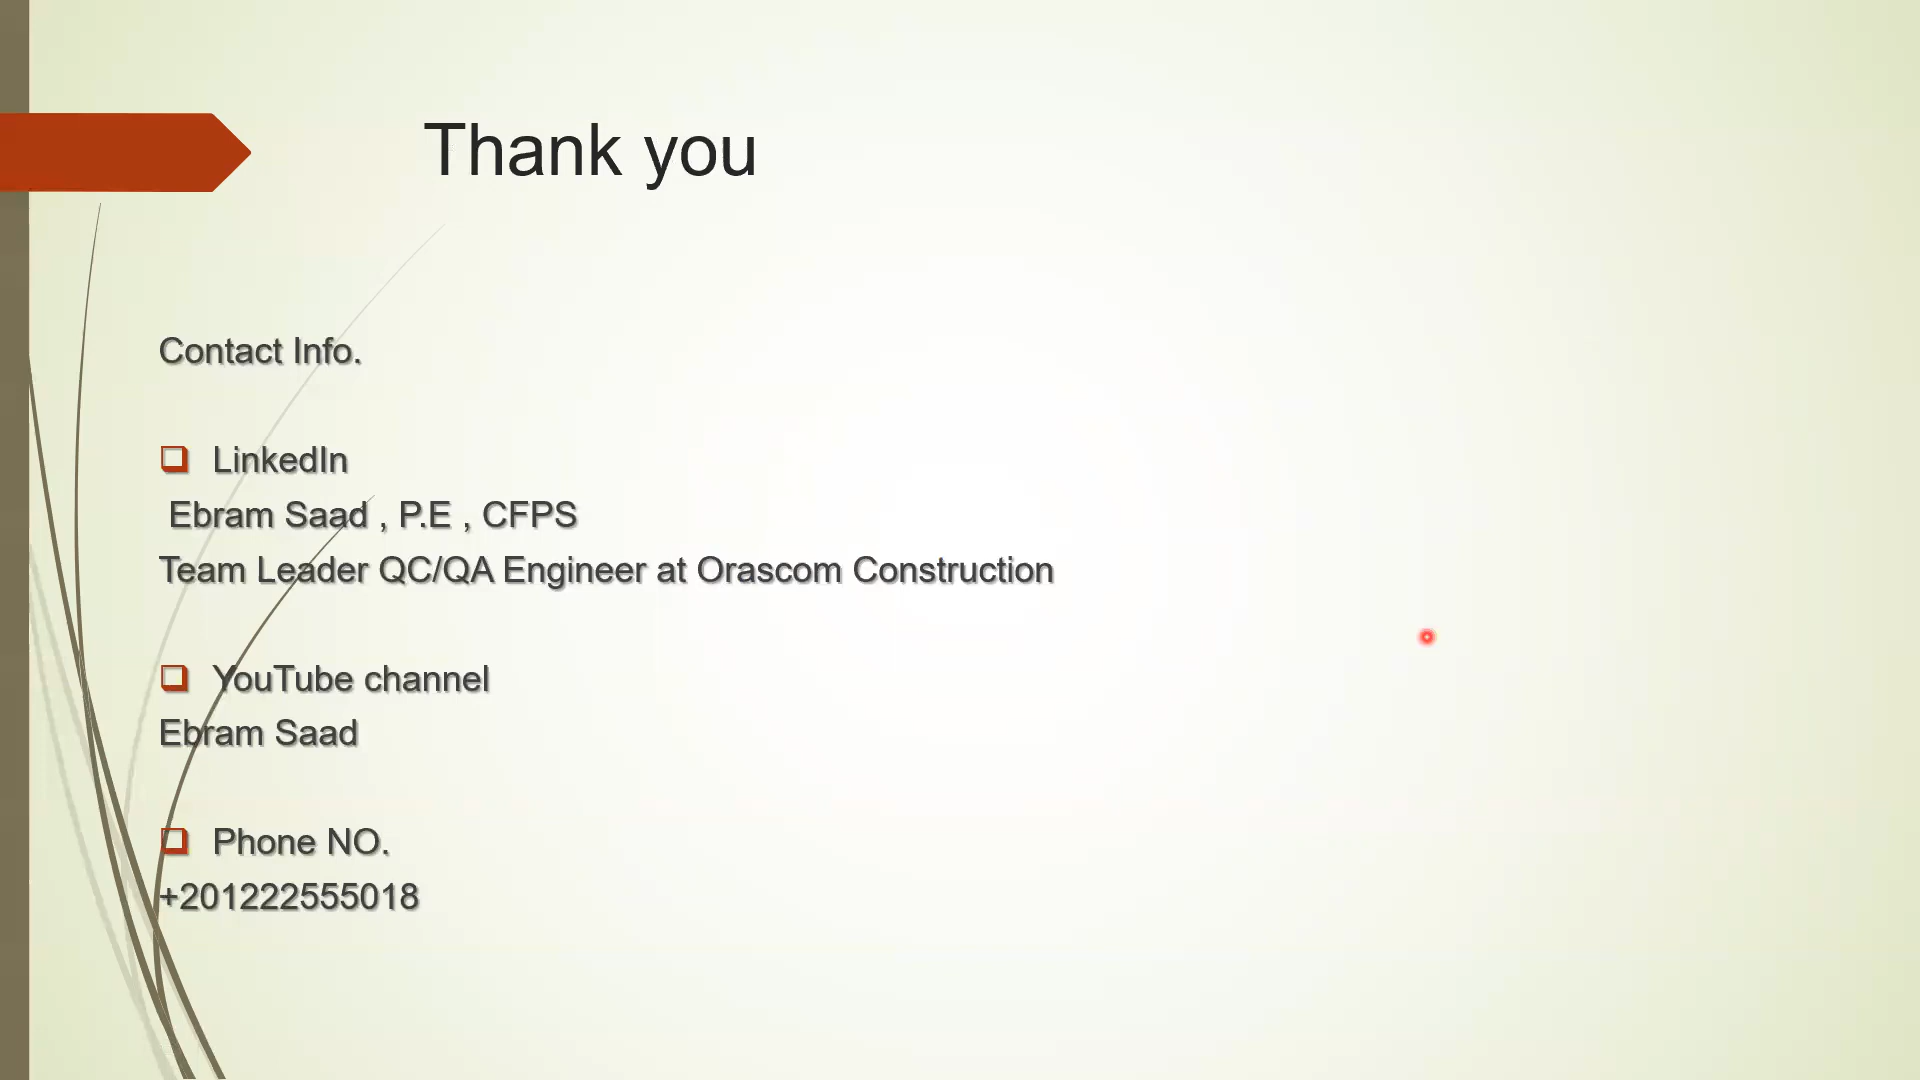 Thank you
Contact Info.
LinkedIn
Ebram Saad , P.E , CFPS
Team Leader QC/QA Engineer at Orascom Construction
YouTube channel
Ebram Saad
Phone NO.
+201222555018